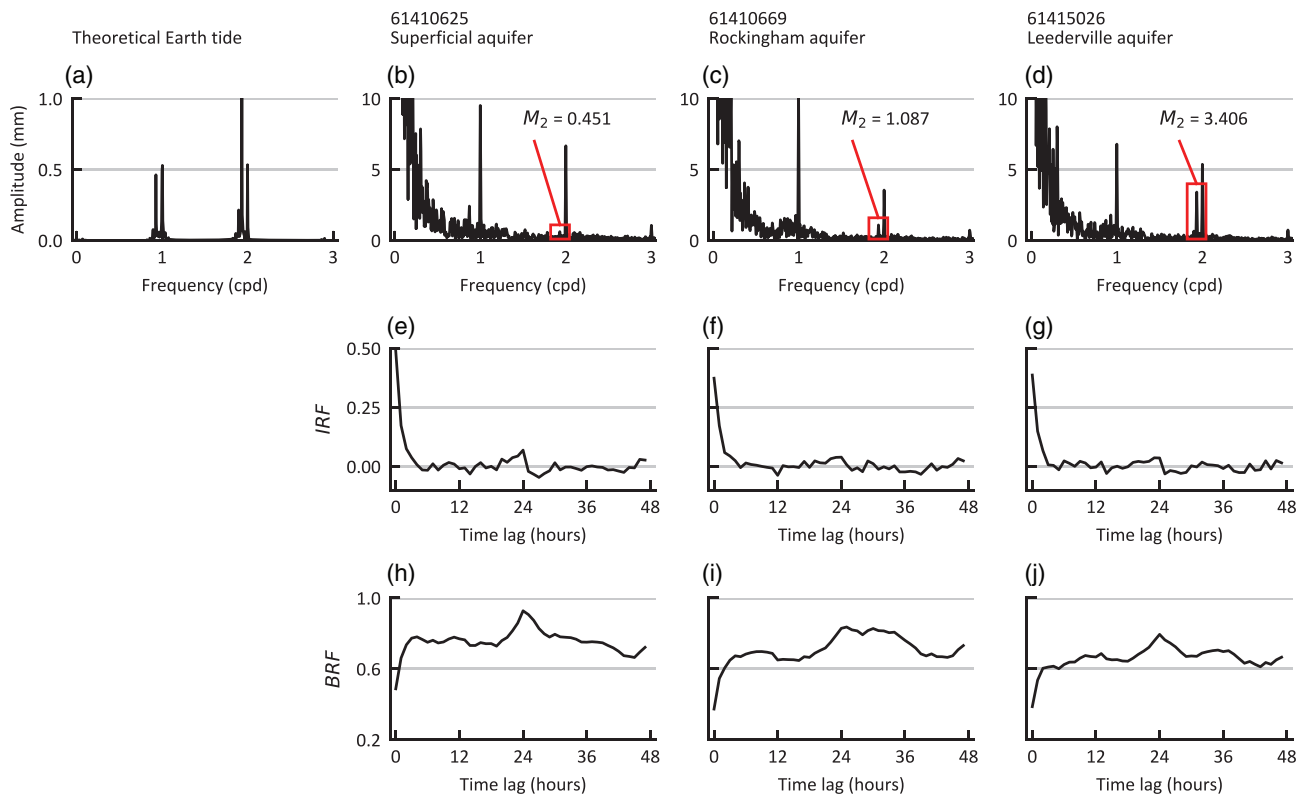 Theoretical Earth tide
61410625
Superficial aquifer
61410669
Rockingham aquifer
61415026
Leederville aquifer
(a)
(b)
(c)
(d)
Amplitude (mm)
1.0
0.5
0.0
0 1 2 3
Frequency (cpd)
10
5
0
M2 = 0.451
0 1 2 3
Frequency (cpd)
10
5
0
M2 = 1.087
0 1 2 3
Frequency (cpd)
10
5
0
M2 = 3.406
0 1 2 3
Frequency (cpd)
(e)
(f)
(g)
IRF
0.50
0.25
0.00
0 12 24 36 48
Time lag (hours)
0 12 24 36 48
Time lag (hours)
0 12 24 36 48
Time lag (hours)
(h)
(i)
(j)
BRF
1.0
0.6
0.2
0 12 24 36 48
Time lag (hours)
0 12 24 36 48
Time lag (hours)
0 12 24 36 48
Time lag (hours)